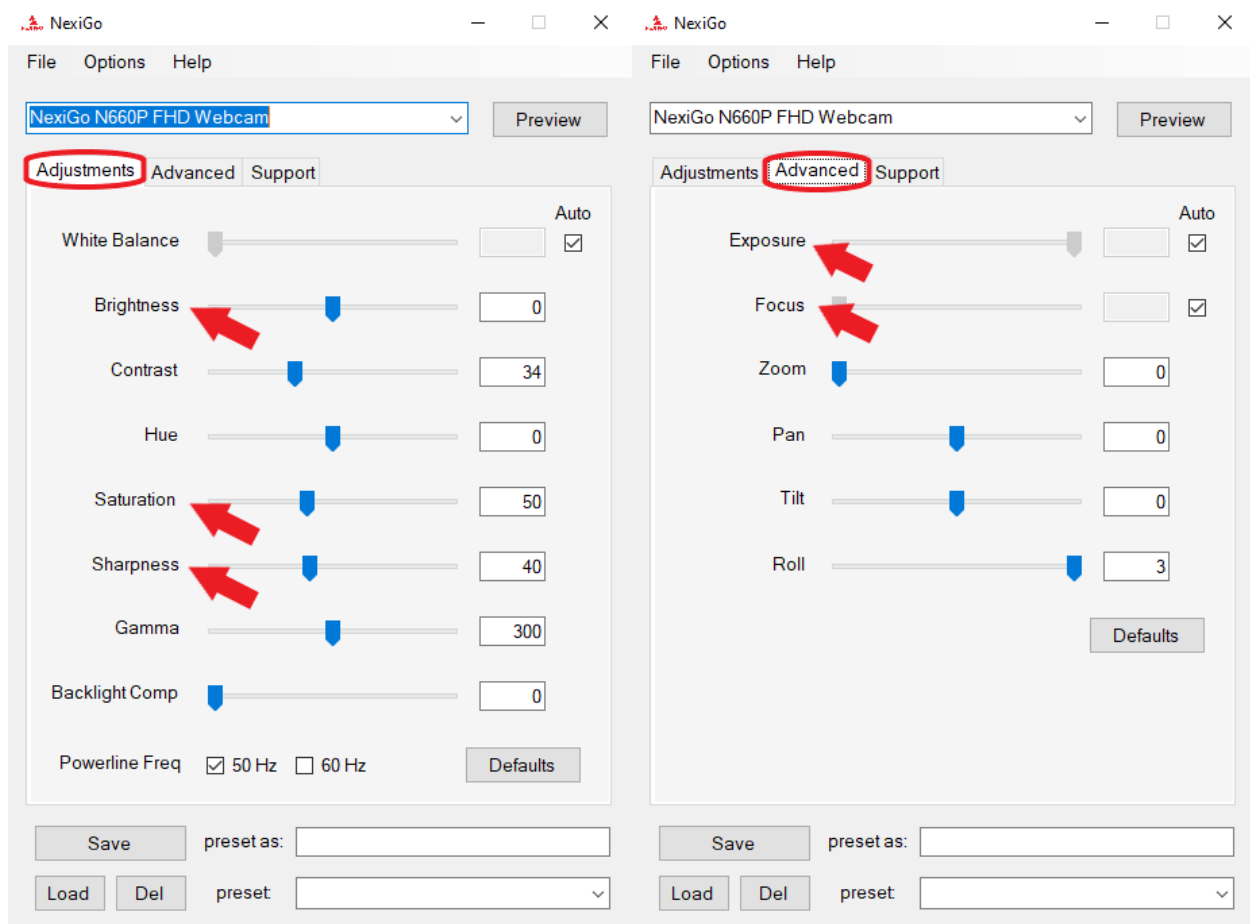 NexiGo
File Options Help
NexiGo N660P FHD Webcam
Preview
Adjustments Advanced Support
Auto
White Balance
Brightness 0
Contrast 34
Hue 0
Saturation 50
Sharpness 40
Gamma 300
Backlight Comp 0
Powerline Freq 50 Hz 60 Hz Defaults
Save preset as:
Load Del preset:
NexiGo
File Options Help
NexiGo N660P FHD Webcam
Preview
Adjustments Advanced Support
Auto
Exposure
Focus
Zoom 0
Pan 0
Tilt 0
Roll 3
Defaults
Save preset as:
Load Del preset: